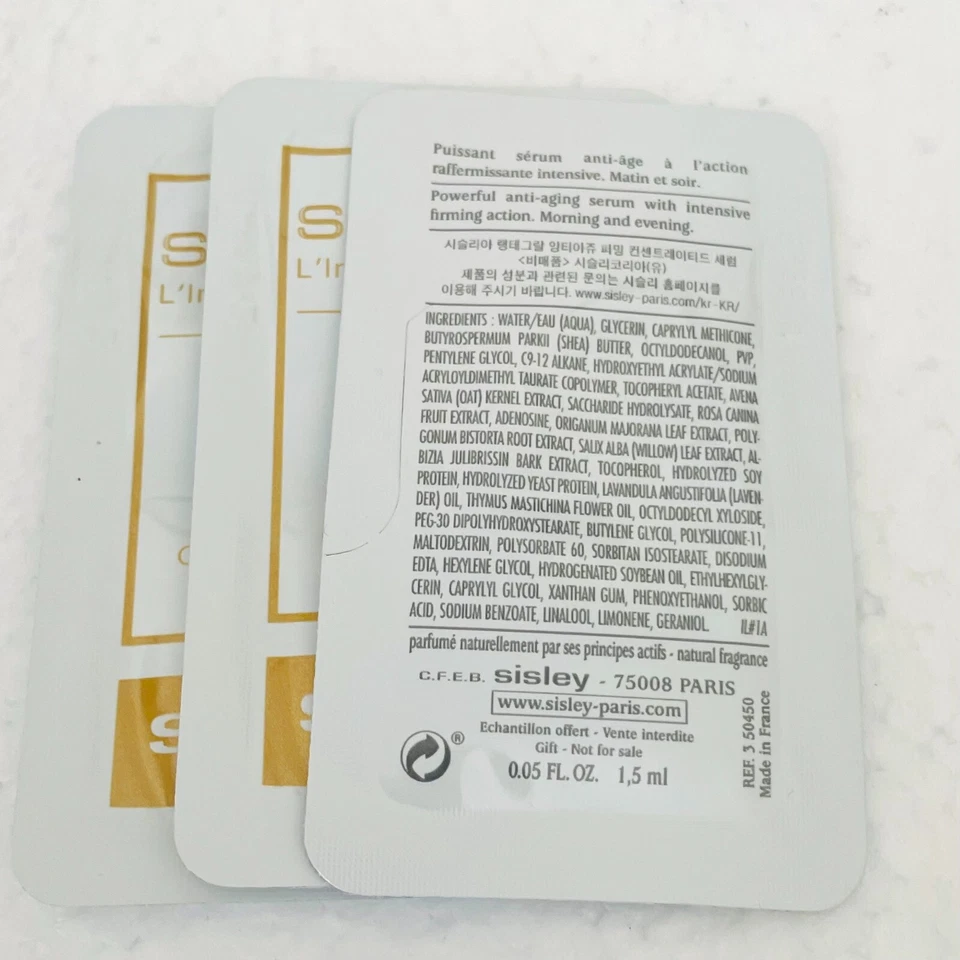 S
L'In
S
S
L'Ir
S
Puissant sérum anti-âge à l'action
raffermissante intensive. Matin et soir.
Powerful anti-aging serum with intensive
firming action. Morning and evening.
시슬리아 랭테그랄 앙티아쥬 퍼밍 컨센트레이티드 세럼
<비매품> 시슬리코리아(유)
제품의 성분과 관련된 문의는 시슬리 홈페이지를
이용해 주시기 바랍니다. www.sisley-paris.com/kr-KR/
INGREDIENTS : WATER/EAU (AQUA), GLYCERIN, CAPRYLYL METHICONE,
BUTYROSPERMUM PARKII (SHEA) BUTTER, OCTYLDODECANOL, PVP,
PENTYLENE GLYCOL, C9-12 ALKANE, HYDROXYETHYL ACRYLATE/SODIUM
ACRYLOYLDIMETHYL TAURATE COPOLYMER, TOCOPHERYL ACETATE, AVENA
SATIVA (OAT) KERNEL EXTRACT, SACCHARIDE HYDROLYSATE, ROSA CANINA
FRUIT EXTRACT, ADENOSINE, ORIGANUM MAJORANA LEAF EXTRACT, POLY-
GONUM BISTORTA ROOT EXTRACT, SALIX ALBA (WILLOW) LEAF EXTRACT, AL-
BIZIA JULIBRISSIN BARK EXTRACT, TOCOPHEROL, HYDROLYZED SOY
PROTEIN, HYDROLYZED YEAST PROTEIN, LAVANDULA ANGUSTIFOLIA (LAVEN-
DER) OIL, THYMUS MASTICHINA FLOWER OIL, OCTYLDODECYL XYLOSIDE,
PEG-30 DIPOLYHYDROXYSTEARATE, BUTYLENE GLYCOL, POLYSILICONE-11,
MALTODEXTRIN, POLYSORBATE 60, SORBITAN ISOSTEARATE, DISODIUM
EDTA, HEXYLENE GLYCOL, HYDROGENATED SOYBEAN OIL, ETHYLHEXYLGLY-
CERIN, CAPRYLYL GLYCOL, XANTHAN GUM, PHENOXYETHANOL, SORBIC
ACID, SODIUM BENZOATE, LINALOOL, LIMONENE, GERANIOL. IL#1A
parfumé naturellement par ses principes actifs - natural fragrance
C.F.E.B. sisley - 75008 PARIS
www.sisley-paris.com
Echantillon offert - Vente interdite
Gift - Not for sale
®
0.05 FL. OZ. 1,5 ml
REF. 3 50450
Made in France